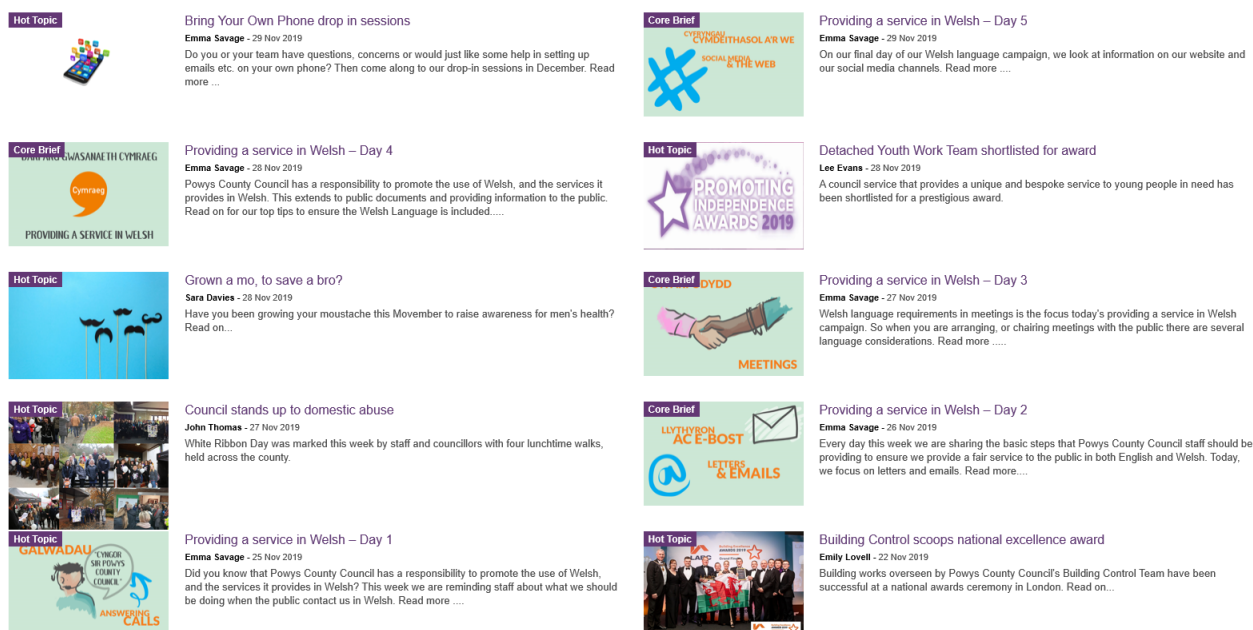 Hot Topic
Bring Your Own Phone drop in sessions
Emma Savage - 29 Nov 2019
Do you or your team have questions, concerns or would just like some help in setting up
emails etc. on your own phone? Then come along to our drop-in sessions in December. Read
more ...
Core Brief
CYFRYNGAU
CYMDEITHASOL A'R WE
SOCIAL MEDIA
& THE WEB
Providing a service in Welsh – Day 5
Emma Savage - 29 Nov 2019
On our final day of our Welsh language campaign, we look at information on our website and
our social media channels. Read more ....
Core Brief
GWASANAETH CYMRAEG
Cymraeg
PROVIDING A SERVICE IN WELSH
Providing a service in Welsh – Day 4
Emma Savage - 28 Nov 2019
Powys County Council has a responsibility to promote the use of Welsh, and the services it
provides in Welsh. This extends to public documents and providing information to the public.
Read on for our top tips to ensure the Welsh Language is included.....
Hot Topic
PROMOTING
INDEPENDENCE
AWARDS 2019
Detached Youth Work Team shortlisted for award
Lee Evans - 28 Nov 2019
A council service that provides a unique and bespoke service to young people in need has
been shortlisted for a prestigious award.
Hot Topic
Grown a mo, to save a bro?
Sara Davies - 28 Nov 2019
Have you been growing your moustache this Movember to raise awareness for men's health?
Read on...
Core Brief
MEETINGS
Providing a service in Welsh – Day 3
Emma Savage - 27 Nov 2019
Welsh language requirements in meetings is the focus today's providing a service in Welsh
campaign. So when you are arranging, or chairing meetings with the public there are several
language considerations. Read more .....
Hot Topic
Council stands up to domestic abuse
John Thomas - 27 Nov 2019
White Ribbon Day was marked this week by staff and councillors with four lunchtime walks,
held across the county.
Core Brief
LLYTHYRON
AC E-BOST
LETTERS
& EMAILS
Providing a service in Welsh – Day 2
Emma Savage - 26 Nov 2019
Every day this week we are sharing the basic steps that Powys County Council staff should be
providing to ensure we provide a fair service to the public in both English and Welsh. Today,
we focus on letters and emails. Read more....
Hot Topic
GALWADAU
'CYNGOR
SIR POWYS
COUNTY
COUNCIL'
ANSWERING
CALLS
Providing a service in Welsh – Day 1
Emma Savage - 25 Nov 2019
Did you know that Powys County Council has a responsibility to promote the use of Welsh,
and the services it provides in Welsh? This week we are reminding staff about what we should
be doing when the public contact us in Welsh. Read more ....
Hot Topic
LABC
AWARDS 2019
Building Control scoops national excellence award
Emily Lovell - 22 Nov 2019
Building works overseen by Powys County Council's Building Control Team have been
successful at a national awards ceremony in London. Read on...